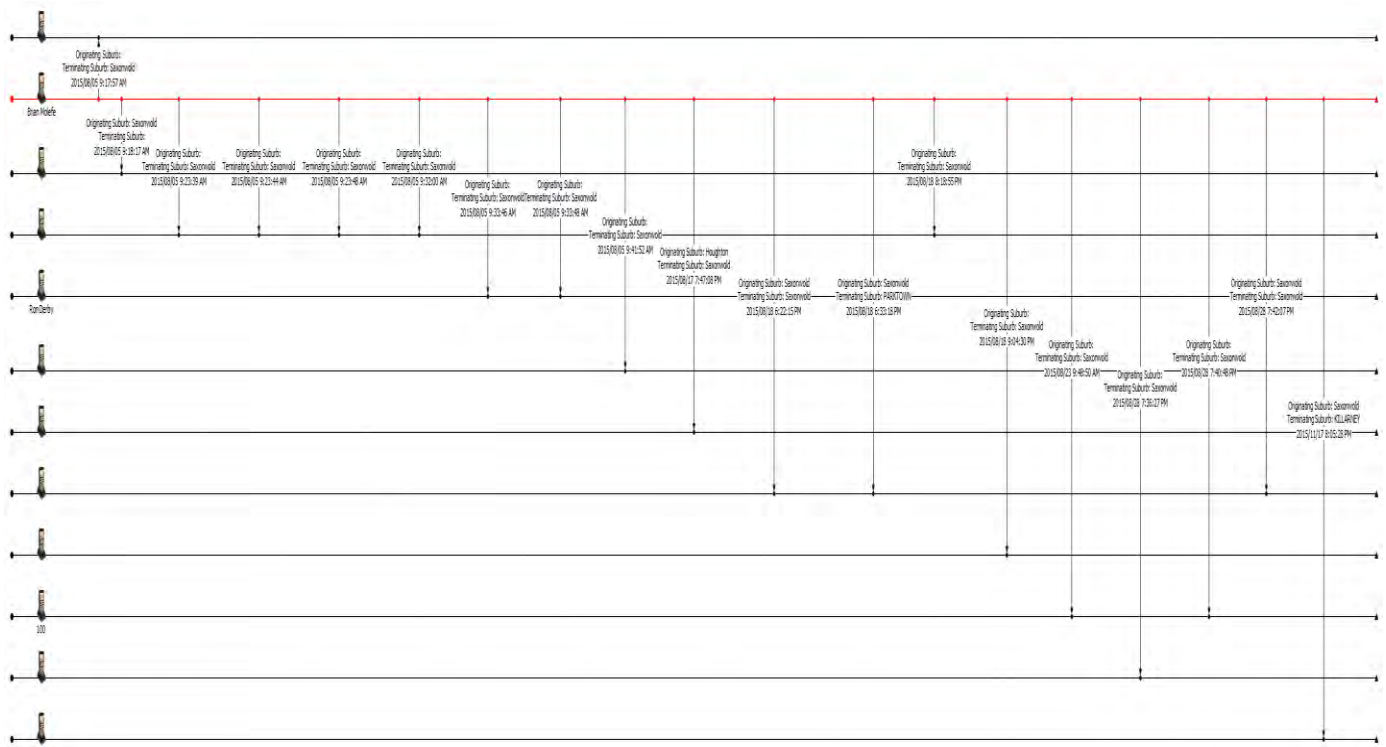 Originating Suburb:
Terminating Suburb: Saxonwold
2015/08/05 9:17:57 AM
Brian Molefe
Originating Suburb: Saxonwold
Terminating Suburb:
2015/08/05 9:18:17 AM
Originating Suburb:
Terminating Suburb: Saxonwold
2015/08/05 9:23:39 AM
Originating Suburb:
Terminating Suburb: Saxonwold
2015/08/05 9:23:44 AM
Originating Suburb:
Terminating Suburb: Saxonwold
2015/08/05 9:23:48 AM
Originating Suburb:
Terminating Suburb: Saxonwold
2015/08/05 9:32:00 AM
Originating Suburb:
Terminating Suburb: Saxonwold
2015/08/18 8:18:55 PM
Originating Suburb:
Terminating Suburb: Saxonwold
2015/08/05 9:33:46 AM
Originating Suburb:
Terminating Suburb: Saxonwold
2015/08/05 9:33:48 AM
Originating Suburb:
Terminating Suburb: Saxonwold
2015/08/05 9:41:52 AM
Originating Suburb: Houghton
Terminating Suburb: Saxonwold
2015/08/17 7:47:08 PM
RonDerby
Originating Suburb: Saxonwold
Terminating Suburb: Saxonwold
2015/08/18 6:22:15 PM
Originating Suburb: Saxonwold
Terminating Suburb: PARKTOWN
2015/08/18 6:33:18 PM
Originating Suburb: Saxonwold
Terminating Suburb: Saxonwold
2015/08/28 7:42:07 PM
Originating Suburb:
Terminating Suburb: Saxonwold
2015/08/18 9:04:30 PM
Originating Suburb:
Terminating Suburb: Saxonwold
2015/08/23 9:48:50 AM
Originating Suburb:
Terminating Suburb: Saxonwold
2015/08/28 7:40:48 PM
Originating Suburb:
Terminating Suburb: Saxonwold
2015/08/28 7:36:27 PM
Originating Suburb: Saxonwold
Terminating Suburb: KILLARNEY
2015/11/17 8:05:28 PM
100